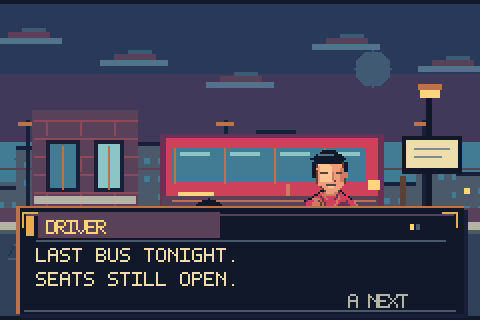 DRIVER
LAST BUS TONIGHT.
SEATS STILL OPEN.
A NEXT